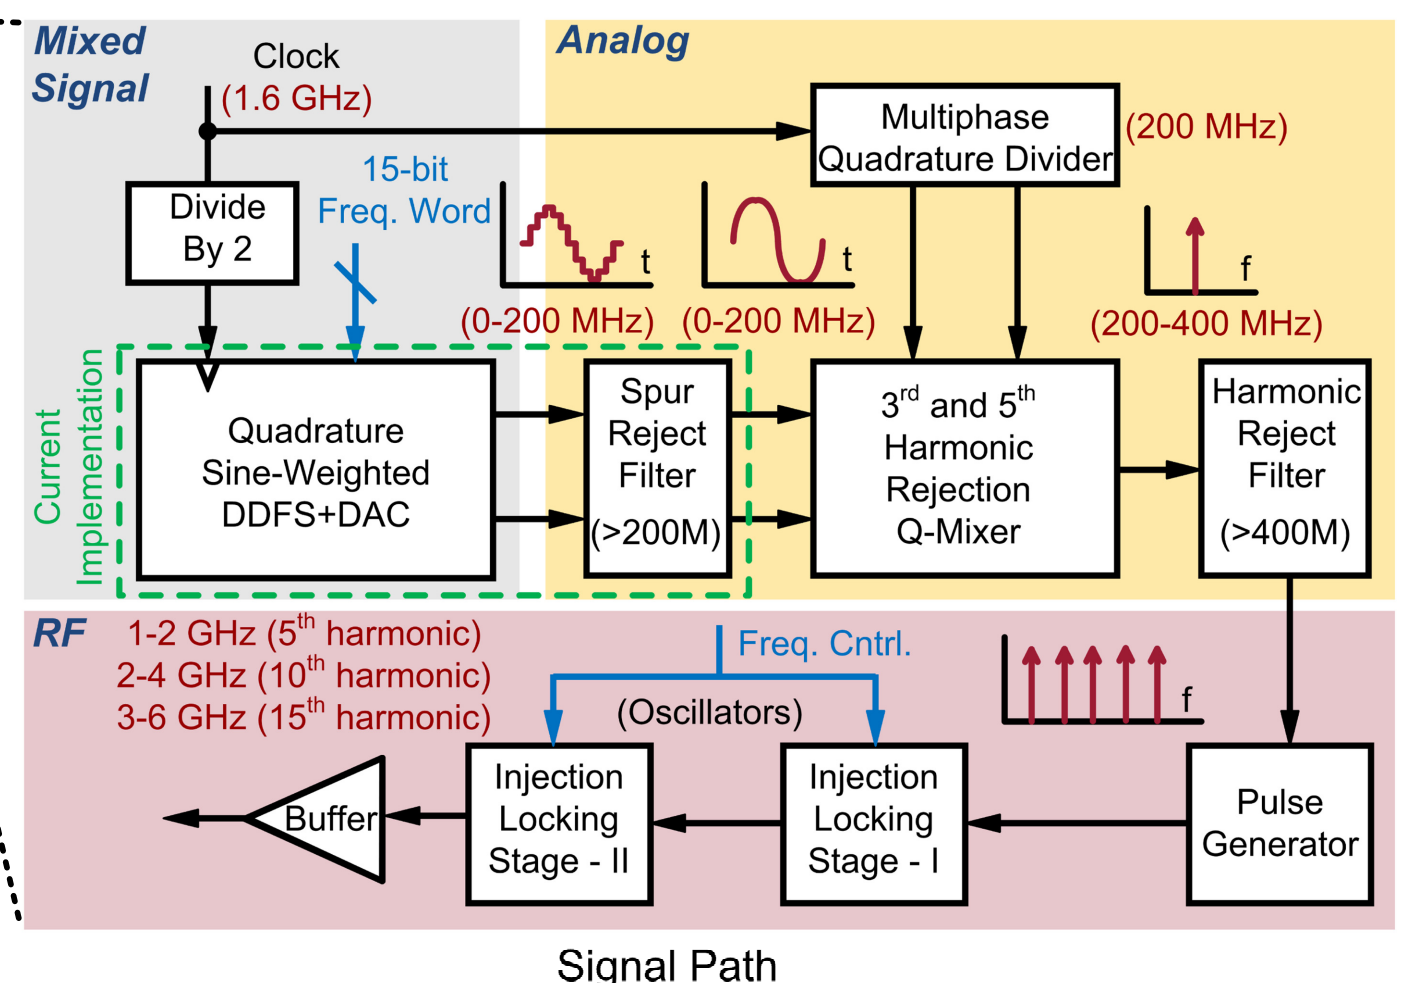 Mixed
Signal
Clock
(1.6 GHz)
Analog
Multiphase
Quadrature Divider
(200 MHz)
Divide
By 2
15-bit
Freq. Word
t
(0-200 MHz)
t
(0-200 MHz)
f
(200-400 MHz)
Current
Implementation
Quadrature
Sine-Weighted
DDFS+DAC
Spur
Reject
Filter
(>200M)
3rd and 5th
Harmonic
Rejection
Q-Mixer
Harmonic
Reject
Filter
(>400M)
RF
1-2 GHz (5th harmonic)
2-4 GHz (10th harmonic)
3-6 GHz (15th harmonic)
Freq. Cntrl.
(Oscillators)
f
Buffer
Injection
Locking
Stage - II
Injection
Locking
Stage - I
Pulse
Generator
Signal Path